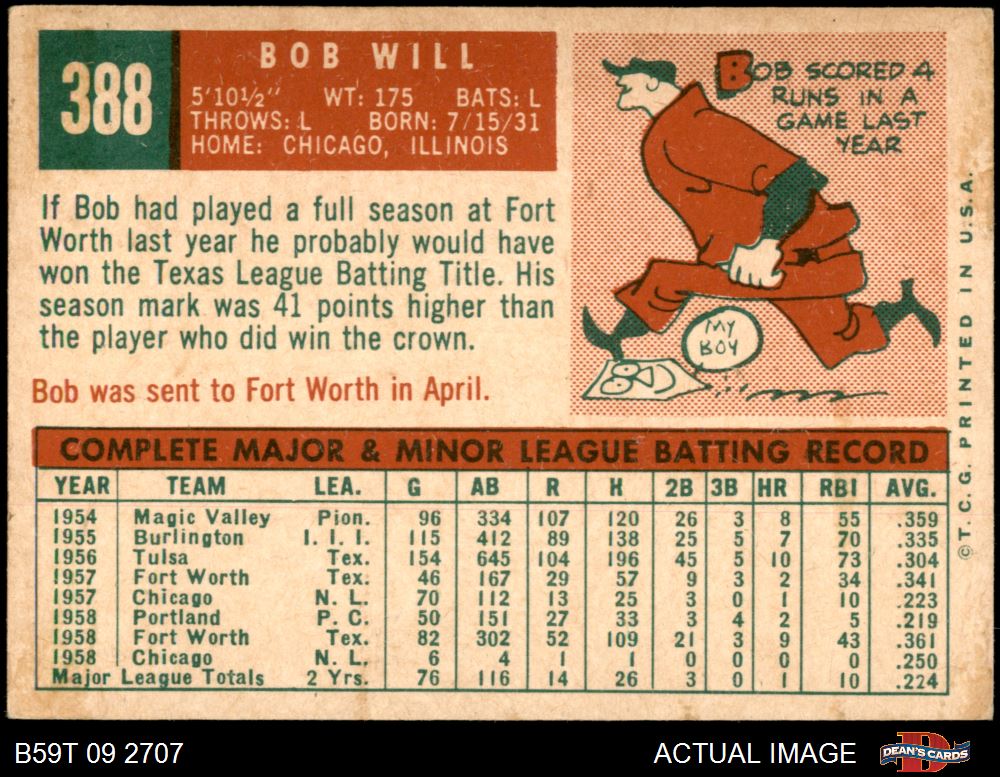 388
BOB WILL
5'10½" WT: 175 BATS: L
THROWS: L BORN: 7/15/31
HOME: CHICAGO, ILLINOIS
If Bob had played a full season at Fort
Worth last year he probably would have
won the Texas League Batting Title. His
season mark was 41 points higher than
the player who did win the crown.
Bob was sent to Fort Worth in April.
BOB SCORED 4
RUNS IN A
GAME LAST
YEAR
MY
BOY
©T.C.G. PRINTED IN U.S.A.
COMPLETE MAJOR & MINOR LEAGUE BATTING RECORD
YEAR TEAM LEA. G AB R H 2B 3B HR RBI AVG.
1954 Magic Valley Pion. 96 334 107 120 26 3 8 55 .359
1955 Burlington I. I. I. 115 412 89 138 25 5 7 70 .335
1956 Tulsa Tex. 154 645 104 196 45 5 10 73 .304
1957 Fort Worth Tex. 46 167 29 57 9 3 2 34 .341
1957 Chicago N. L. 70 112 13 25 3 0 1 10 .223
1958 Portland P. C. 50 151 27 33 3 4 2 5 .219
1958 Fort Worth Tex. 82 302 52 109 21 3 9 43 .361
1958 Chicago N. L. 6 4 1 1 0 0 0 0 .250
Major League Totals 2 Yrs. 76 116 14 26 3 0 1 10 .224
B59T 09 2707
ACTUAL IMAGE
DEAN'S CARDS